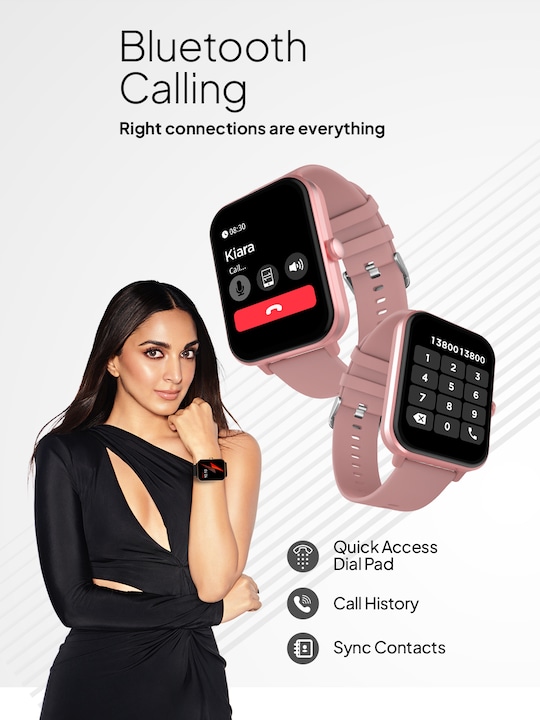 Bluetooth
Calling
Right connections are everything
08:30
Kiara
Call...
1380013800
1 2 3
4 5 6
7 8 9
0
Quick Access
Dial Pad
Call History
Sync Contacts